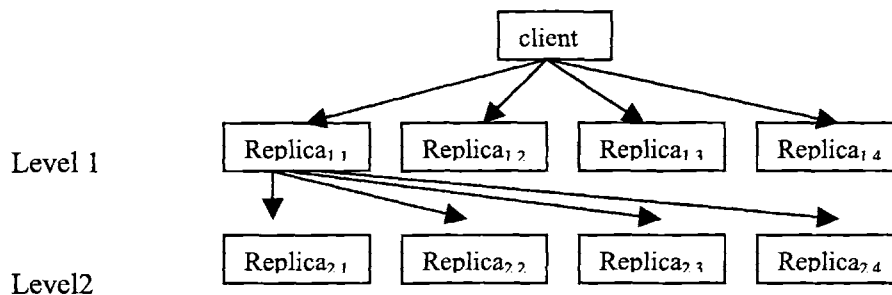 client
Replica₁.₁ Replica₁.₂ Replica₁.₃ Replica₁.₄
Level 1
Replica₂.₁ Replica₂.₂ Replica₂.₃ Replica₂.₄
Level2